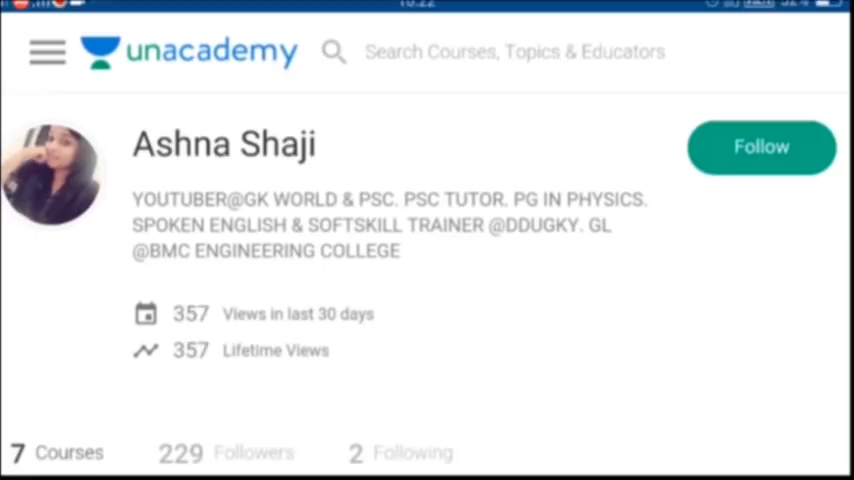 unacademy
Search Courses, Topics & Educators
Ashna Shaji
Follow
YOUTUBER@GK WORLD & PSC. PSC TUTOR. PG IN PHYSICS.
SPOKEN ENGLISH & SOFTSKILL TRAINER @DDUGKY. GL
@BMC ENGINEERING COLLEGE
357 Views in last 30 days
357 Lifetime Views
7 Courses 229 Followers 2 Following